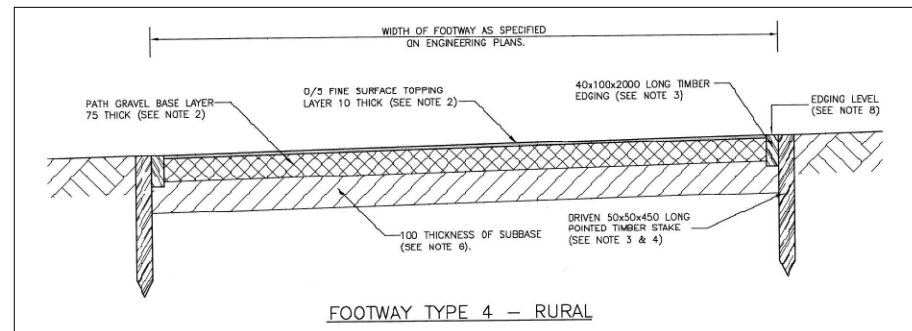 WIDTH OF FOOTWAY AS SPECIFIED
ON ENGINEERING PLANS.
0/5 FINE SURFACE TOPPING
LAYER 10 THICK (SEE NOTE 2)
40x100x2000 LONG TIMBER
EDGING (SEE NOTE 3)
PATH GRAVEL BASE LAYER
75 THICK (SEE NOTE 2)
EDGING LEVEL
(SEE NOTE 8)
100 THICKNESS OF SUBBASE
(SEE NOTE 6).
DRIVEN 50x50x450 LONG
POINTED TIMBER STAKE
(SEE NOTE 3 & 4)
FOOTWAY TYPE 4 – RURAL